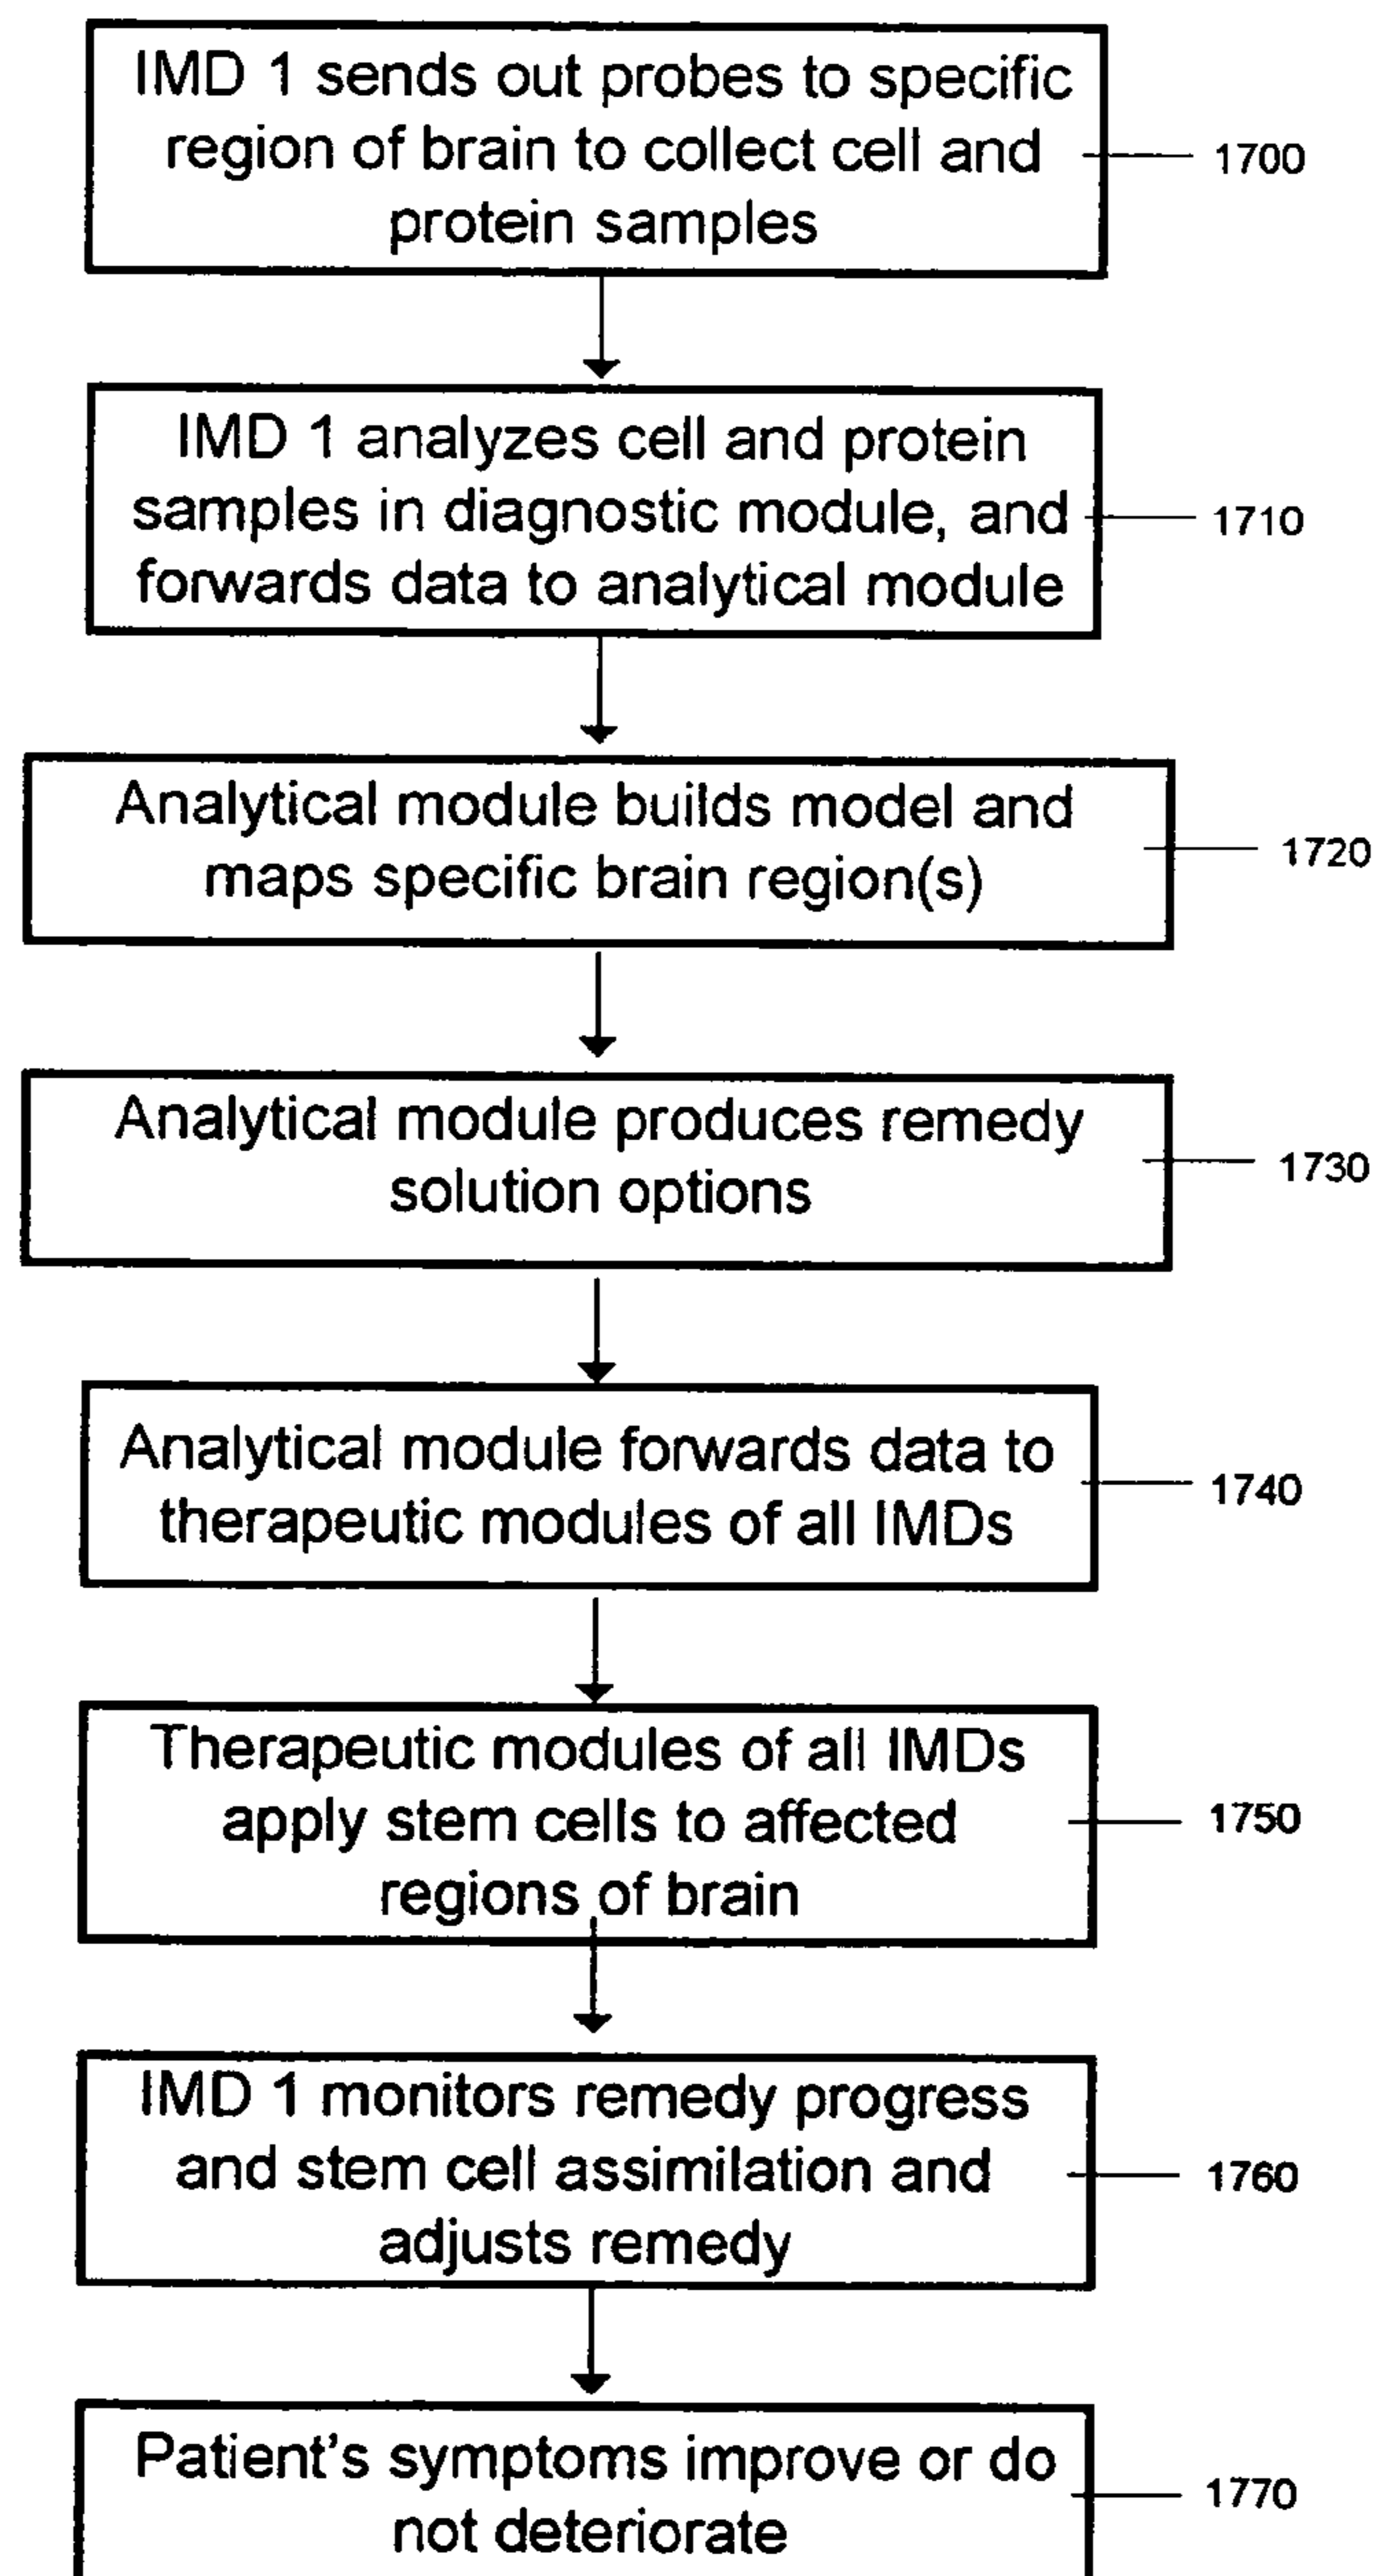 IMD 1 sends out probes to specific
region of brain to collect cell and
protein samples
1700
IMD 1 analyzes cell and protein
samples in diagnostic module, and
forwards data to analytical module
1710
Analytical module builds model and
maps specific brain region(s)
1720
Analytical module produces remedy
solution options
1730
Analytical module forwards data to
therapeutic modules of all IMDs
1740
Therapeutic modules of all IMDs
apply stem cells to affected
regions of brain
1750
IMD 1 monitors remedy progress
and stem cell assimilation and
adjusts remedy
1760
Patient's symptoms improve or do
not deteriorate
1770